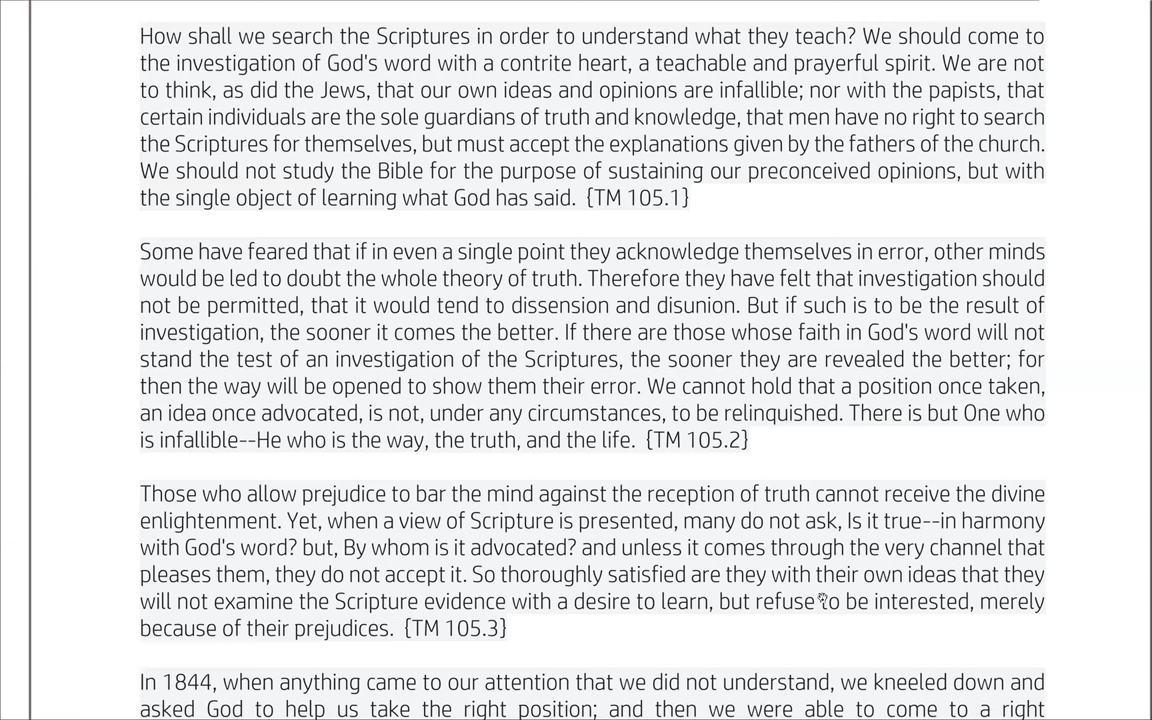 How shall we search the Scriptures in order to understand what they teach? We should come to
the investigation of God's word with a contrite heart, a teachable and prayerful spirit. We are not
to think, as did the Jews, that our own ideas and opinions are infallible; nor with the papists, that
certain individuals are the sole guardians of truth and knowledge, that men have no right to search
the Scriptures for themselves, but must accept the explanations given by the fathers of the church.
We should not study the Bible for the purpose of sustaining our preconceived opinions, but with
the single object of learning what God has said. {TM 105.1}
Some have feared that if in even a single point they acknowledge themselves in error, other minds
would be led to doubt the whole theory of truth. Therefore they have felt that investigation should
not be permitted, that it would tend to dissension and disunion. But if such is to be the result of
investigation, the sooner it comes the better. If there are those whose faith in God's word will not
stand the test of an investigation of the Scriptures, the sooner they are revealed the better; for
then the way will be opened to show them their error. We cannot hold that a position once taken,
an idea once advocated, is not, under any circumstances, to be relinquished. There is but One who
is infallible--He who is the way, the truth, and the life. {TM 105.2}
Those who allow prejudice to bar the mind against the reception of truth cannot receive the divine
enlightenment. Yet, when a view of Scripture is presented, many do not ask, Is it true--in harmony
with God's word? but, By whom is it advocated? and unless it comes through the very channel that
pleases them, they do not accept it. So thoroughly satisfied are they with their own ideas that they
will not examine the Scripture evidence with a desire to learn, but refuse to be interested, merely
because of their prejudices. {TM 105.3}
In 1844, when anything came to our attention that we did not understand, we kneeled down and
asked God to help us take the right position; and then we were able to come to a right